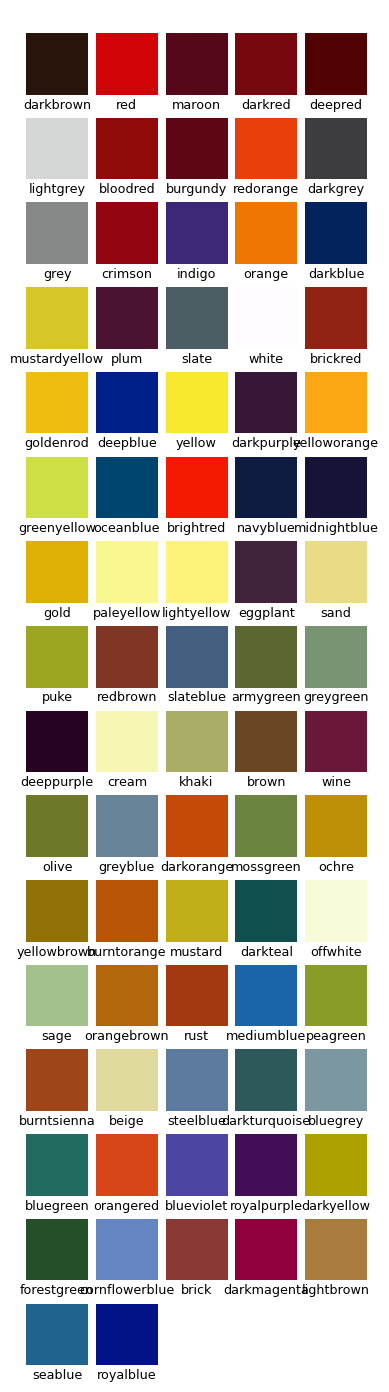 darkbrown red maroon darkred deepred
lightgrey bloodred burgundy redorange darkgrey
grey crimson indigo orange darkblue
mustardyellow plum slate white brickred
goldenrod deepblue yellow darkpurple yelloworange
greenyellow oceanblue brightred navyblue midnightblue
gold paleyellow lightyellow eggplant sand
puke redbrown slateblue armygreen greygreen
deeppurple cream khaki brown wine
olive greyblue darkorange mossgreen ochre
yellowbrown burntorange mustard darkteal offwhite
sage orangebrown rust mediumblue peagreen
burntsienna beige steelblue darkturquoise bluegrey
bluegreen orangered blueviolet royalpurple darkyellow
forestgreen cornflowerblue brick darkmagenta lightbrown
seablue royalblue